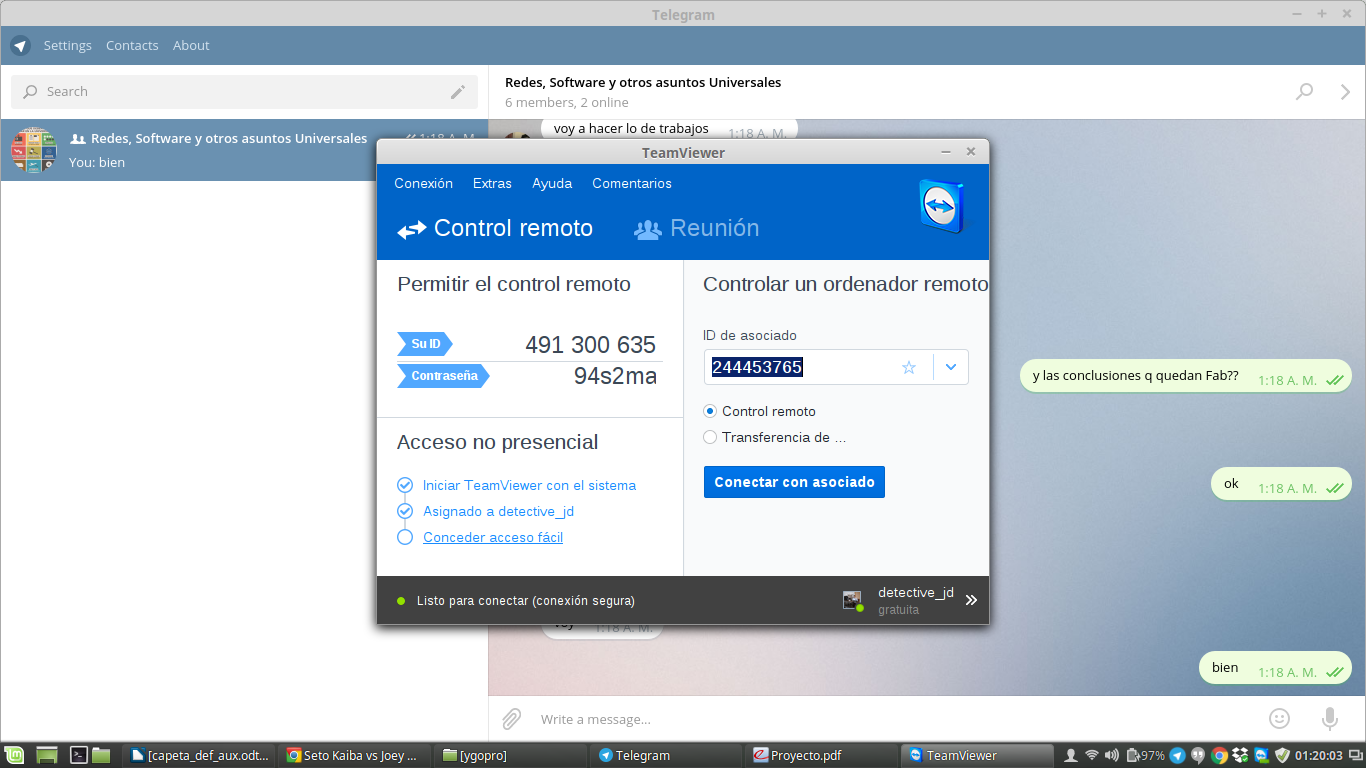 Telegram
Settings Contacts About
Search
Redes, Software y otros asuntos Universales
6 members, 2 online
Redes, Software y otros asuntos Universales 1:18 A. M.
You: bien
voy a hacer lo de trabajos 1:18 A. M.
TeamViewer
Conexión Extras Ayuda Comentarios
Control remoto Reunión
Permitir el control remoto
Su ID 491 300 635
Contraseña 94s2ma
Acceso no presencial
Iniciar TeamViewer con el sistema
Asignado a detective_jd
Conceder acceso fácil
Controlar un ordenador remoto
ID de asociado
244453765
Control remoto
Transferencia de ...
Conectar con asociado
Listo para conectar (conexión segura)
detective_jd
gratuita
y las conclusiones q quedan Fab?? 1:18 A. M.
ok 1:18 A. M.
voy 1:18 A. M.
bien 1:18 A. M.
Write a message...
[capeta_def_aux.odt... Seto Kaiba vs Joey ... [ygopro] Telegram Proyecto.pdf TeamViewer 97% 01:20:03